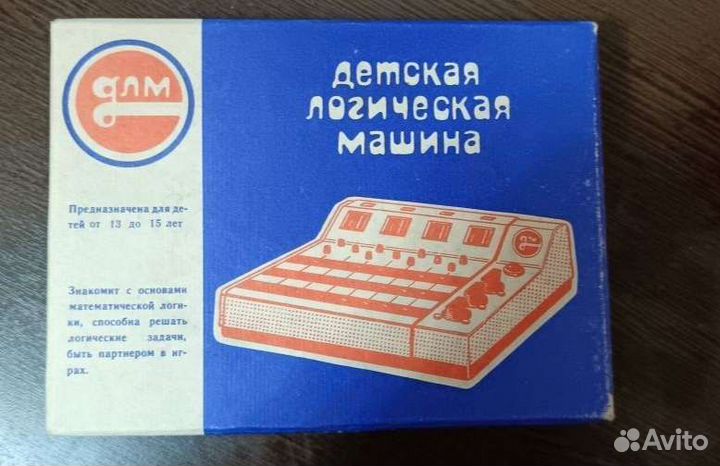 длм
детская
логическая
машина
Предназначена для де-
тей от 13 до 15 лет
Знакомит с основами
математической логи-
ки, способна решать
логические задачи,
быть партнером в иг-
рах.
длм
Avito